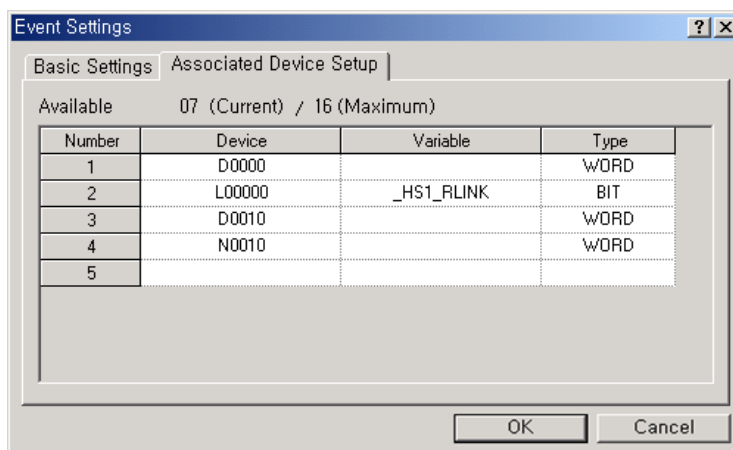 Event Settings
Basic Settings Associated Device Setup
Available 07 (Current) / 16 (Maximum)
Number Device Variable Type
1 D0000 WORD
2 L00000 _HS1_RLINK BIT
3 D0010 WORD
4 N0010 WORD
5
OK Cancel